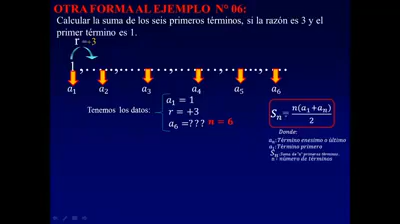 OTRA FORMA AL EJEMPLO N° 06:
Calcular la suma de los seis primeros términos, si la razón es 3 y el
primer término es 1.
r =+3
1,.....,......,......,......,......,.....
a₁ a₂ a₃ a₄ a₅ a₆
Tenemos los datos:
a₁ = 1
r = +3
a₆ =??? n = 6
Sₙ = n(a₁+aₙ)/2
Donde:
aₙ:Término enesimo o último
a₁:Término primero
Sₙ:Suma de "n" primeros términos.
n : número de términos